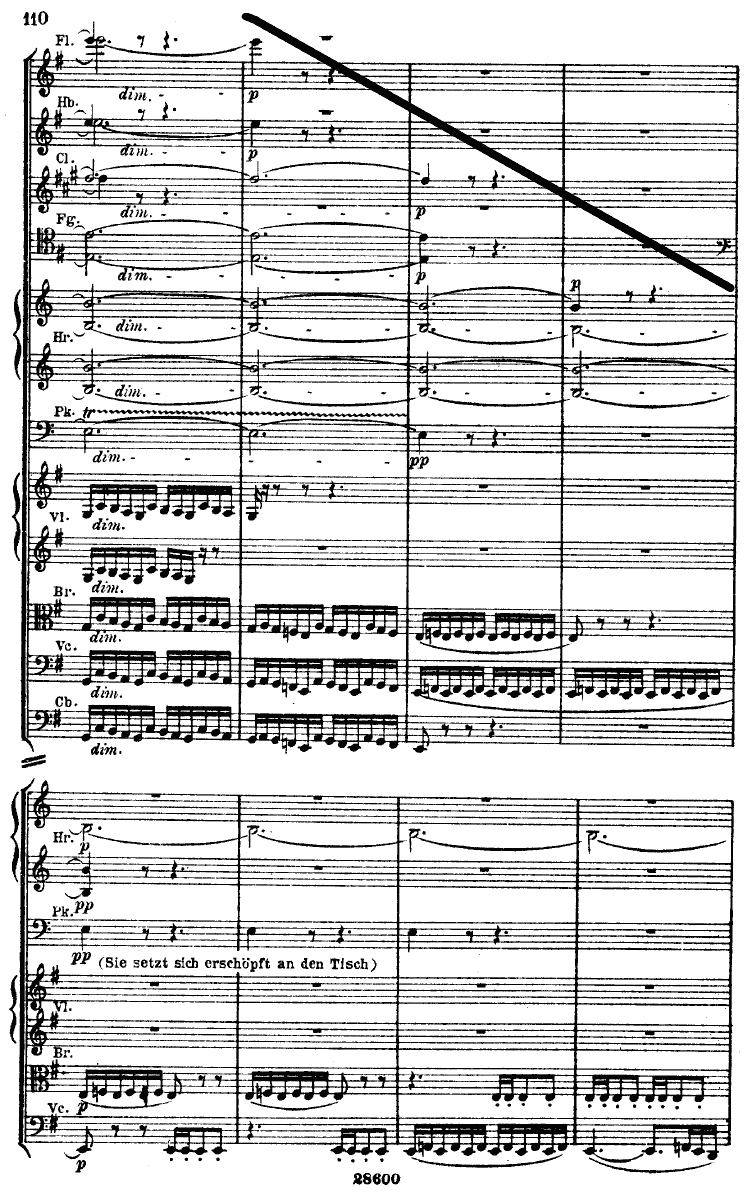 110
Fl.
dim. - - p
Hb.
dim. - - p
Cl.
dim. - - - - - p
Fg.
dim. - - - - - p
p
dim. - - - - - - -
Hr.
dim. - - - - - - -
Pk. tr
dim. - - - - - pp
Vl.
dim.
dim.
Br.
dim.
Vc.
dim.
Cb.
dim.
Hr. p
pp
Pk.
pp (Sie setzt sich erschöpft an den Tisch)
Vl.
Br.
p
Vc.
p
28600